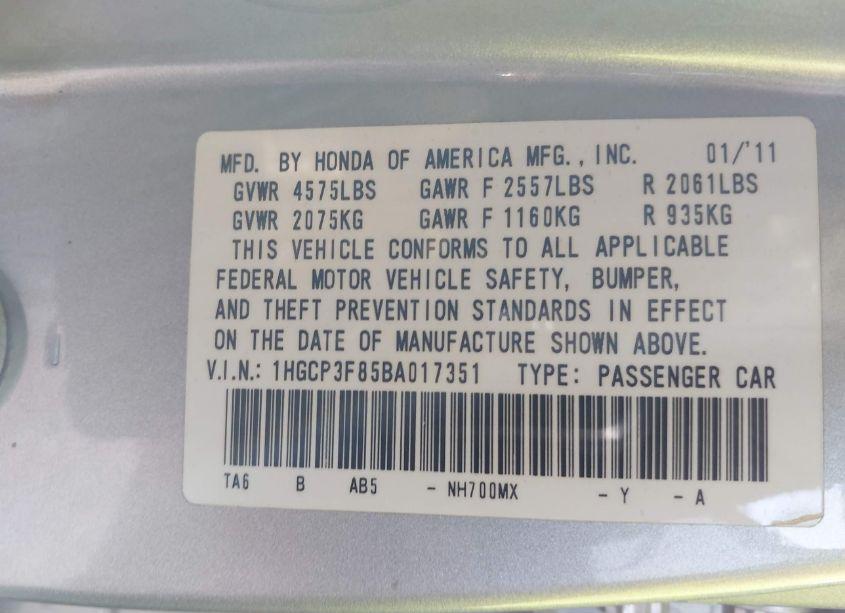 MFD. BY HONDA OF AMERICA MFG., INC. 01/'11
GVWR 4575LBS GAWR F 2557LBS R 2061LBS
GVWR 2075KG GAWR F 1160KG R 935KG
THIS VEHICLE CONFORMS TO ALL APPLICABLE
FEDERAL MOTOR VEHICLE SAFETY, BUMPER,
AND THEFT PREVENTION STANDARDS IN EFFECT
ON THE DATE OF MANUFACTURE SHOWN ABOVE.
V.I.N.: 1HGCP3F85BA017351 TYPE: PASSENGER CAR
TA6 B AB5 - NH700MX - Y - A